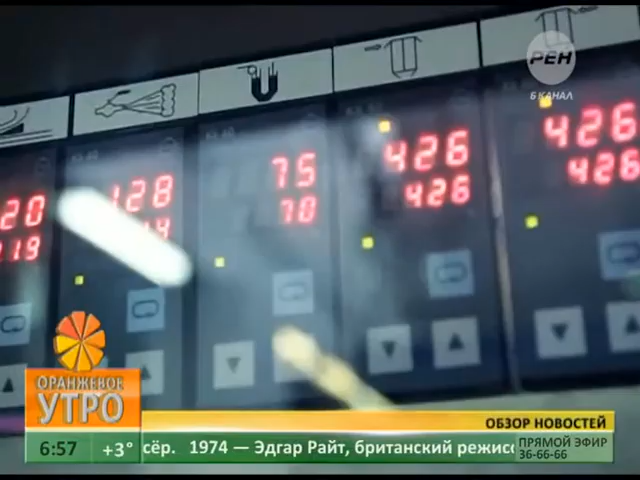 РЕН
6 КАНАЛ
20 128 75 426 426
119 70 426 426
ОРАНЖЕВОЕ
УТРО
ОБЗОР НОВОСТЕЙ
6:57 +3° сёр. 1974 — Эдгар Райт, британский режисс
ПРЯМОЙ ЭФИР
36-66-66